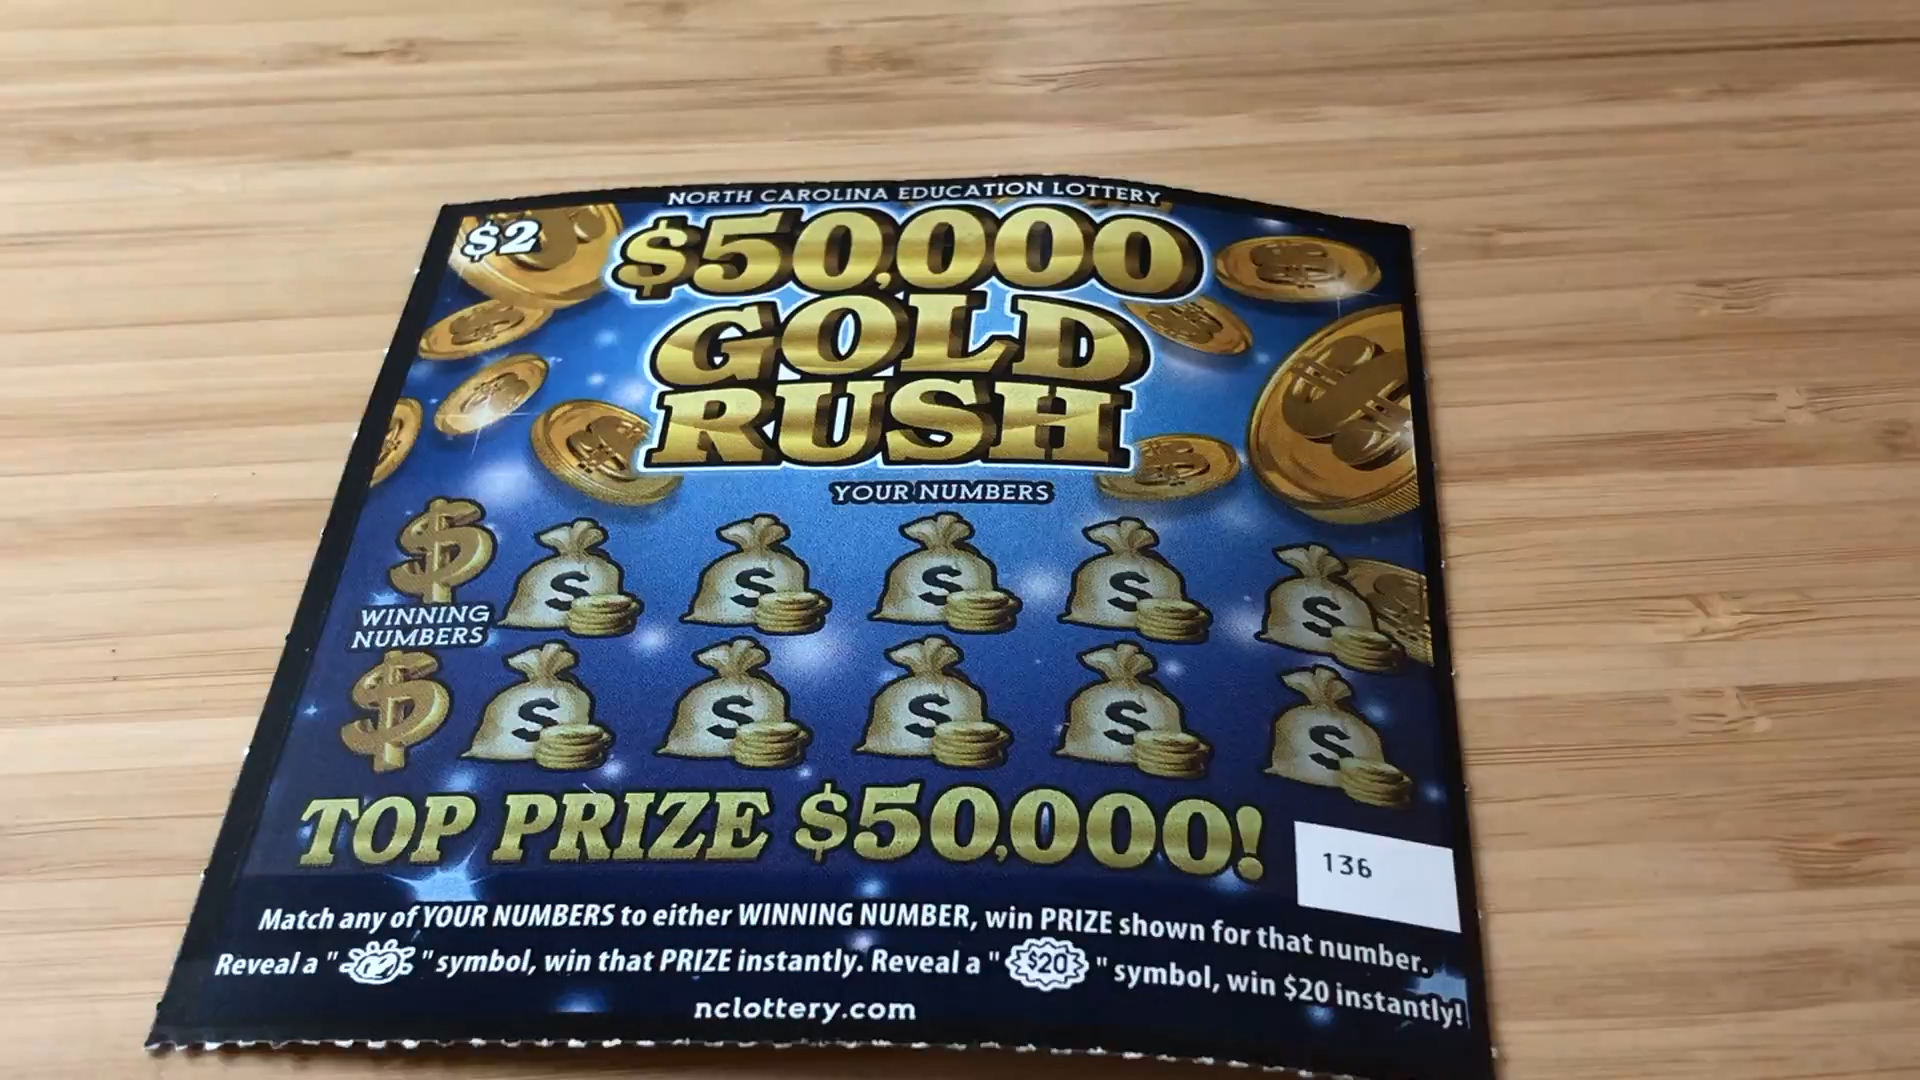 NORTH CAROLINA EDUCATION LOTTERY
$2
$50,000
GOLD
RUSH
YOUR NUMBERS
WINNING
NUMBERS
TOP PRIZE $50,000!
136
Match any of YOUR NUMBERS to either WINNING NUMBER, win PRIZE shown for that number.
Reveal a " " symbol, win that PRIZE instantly. Reveal a " $20 " symbol, win $20 instantly!
nclottery.com